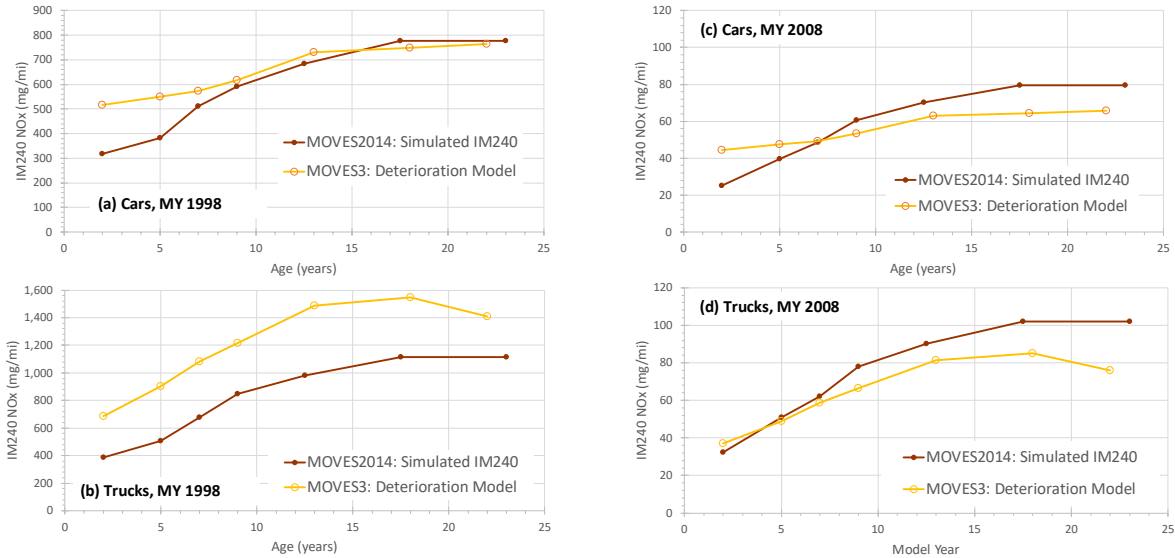 900
800
700
600
500
400
300
200
100
0
IM240 NOx (mg/mi)
MOVES2014: Simulated IM240
MOVES3: Deterioration Model
(a) Cars, MY 1998
0 5 10 15 20 25
Age (years)
120
100
80
60
40
20
0
IM240 NOx (mg/mi)
(c) Cars, MY 2008
MOVES2014: Simulated IM240
MOVES3: Deterioration Model
0 5 10 15 20 25
Age (years)
1,600
1,400
1,200
1,000
800
600
400
200
0
IM240 NOx (mg/mi)
MOVES2014: Simulated IM240
MOVES3: Deterioration Model
(b) Trucks, MY 1998
0 5 10 15 20 25
Age (years)
120
100
80
60
40
20
0
IM240 NOx (mg/mi)
(d) Trucks, MY 2008
MOVES2014: Simulated IM240
MOVES3: Deterioration Model
0 5 10 15 20 25
Model Year